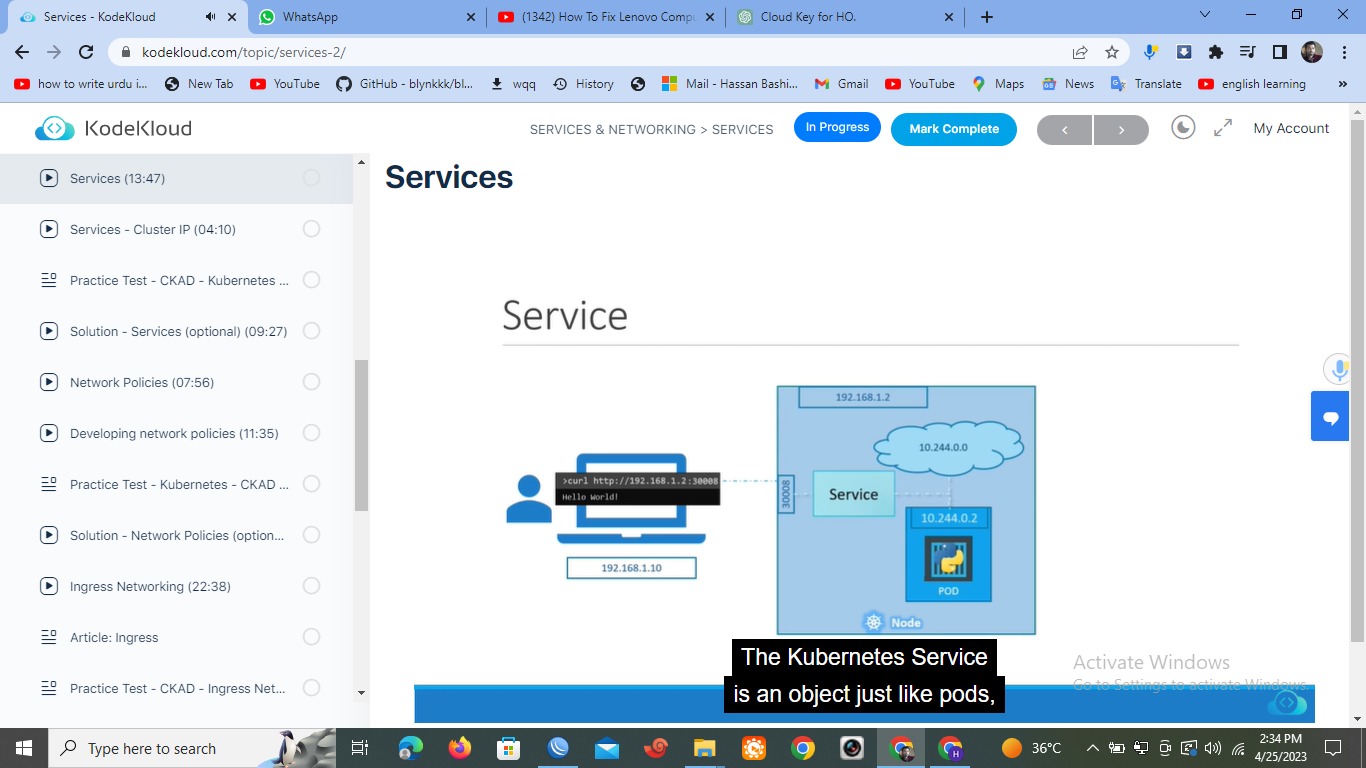 Services - KodeKloud
WhatsApp
(1342) How To Fix Lenovo Compu
Cloud Key for HO.
kodekloud.com/topic/services-2/
how to write urdu i...
New Tab
YouTube
GitHub - blynkkk/bl...
wqq
History
Mail - Hassan Bashi...
Gmail
YouTube
Maps
News
Translate
english learning
»
KodeKloud
SERVICES & NETWORKING > SERVICES
In Progress
Mark Complete
My Account
Services (13:47)
Services - Cluster IP (04:10)
Practice Test - CKAD - Kubernetes ...
Solution - Services (optional) (09:27)
Network Policies (07:56)
Developing network policies (11:35)
Practice Test - Kubernetes - CKAD ...
Solution - Network Policies (option...
Ingress Networking (22:38)
Article: Ingress
Practice Test - CKAD - Ingress Net...
Services
Service
>curl http://192.168.1.2:30008
Hello World!
192.168.1.10
192.168.1.2
10.244.0.0
30008
Service
10.244.0.2
POD
Node
The Kubernetes Service
is an object just like pods,
Activate Windows
Go to Settings to activate Windows.
Type here to search
36°C
2:34 PM
4/25/2023